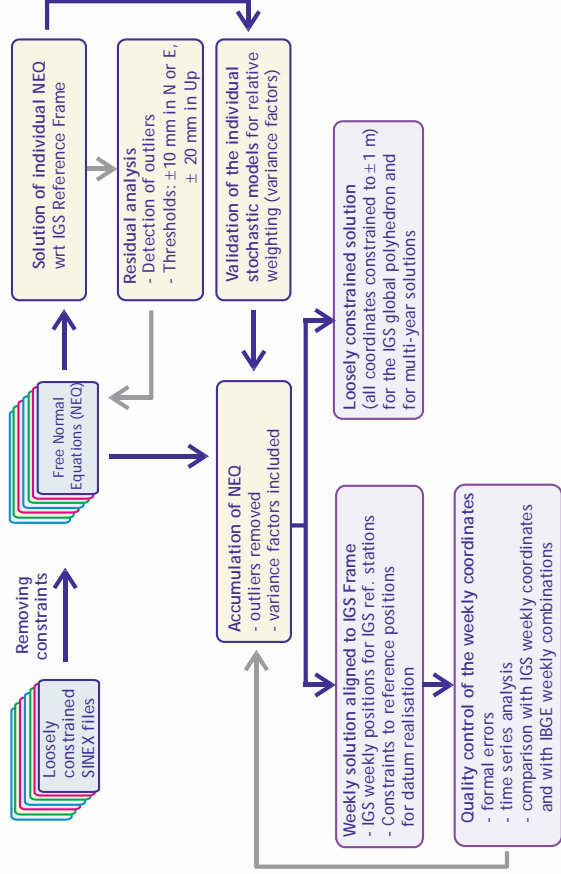 Loosely
constrained
SINEX files
Removing
constraints
Free Normal
Equations (NEQ)
Solution of individual NEQ
wrt IGS Reference Frame
Residual analysis
- Detection of outliers
- Thresholds: ±10 mm in N or E,
± 20 mm in Up
Validation of the individual
stochastic models for relative
weighting (variance factors)
Accumulation of NEQ
- outliers removed
- variance factors included
Weekly solution aligned to IGS Frame
- IGS weekly positions for IGS ref. stations
- Constraints to reference positions
for datum realisation
Loosely constrained solution
(all coordinates constrained to±1 m)
for the IGS global polyhedron and
for multi-year solutions
Quality control of the weekly coordinates
- formal errors
- time series analysis
- comparison with IGS weekly coordinates
and with IBGE weekly combinations